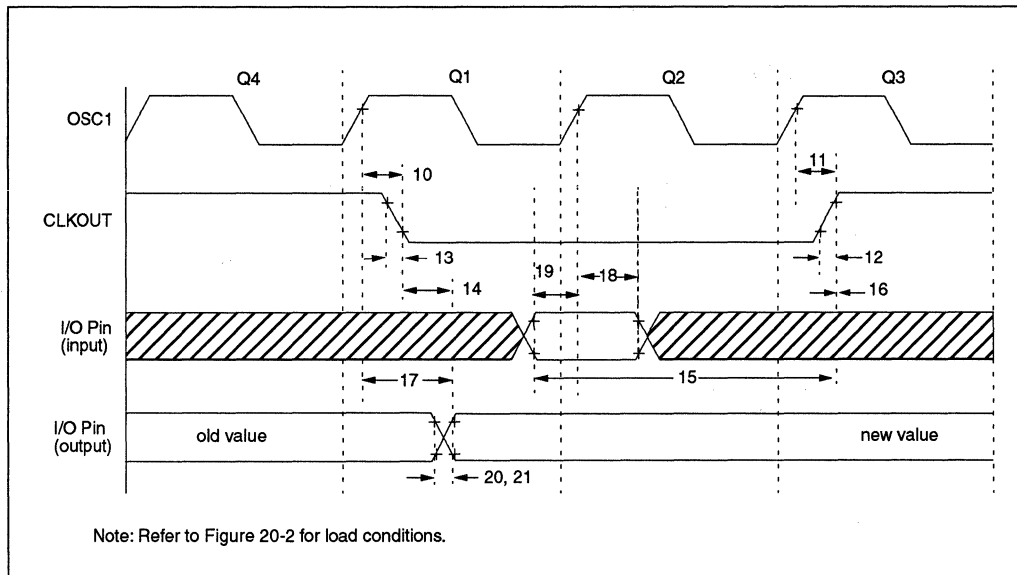 Q4 Q1 Q2 Q3
OSC1
10
11
CLKOUT
13
19
18
12
14
16
I/O Pin
(input)
17
15
I/O Pin
(output)
old value
new value
20, 21
Note: Refer to Figure 20-2 for load conditions.